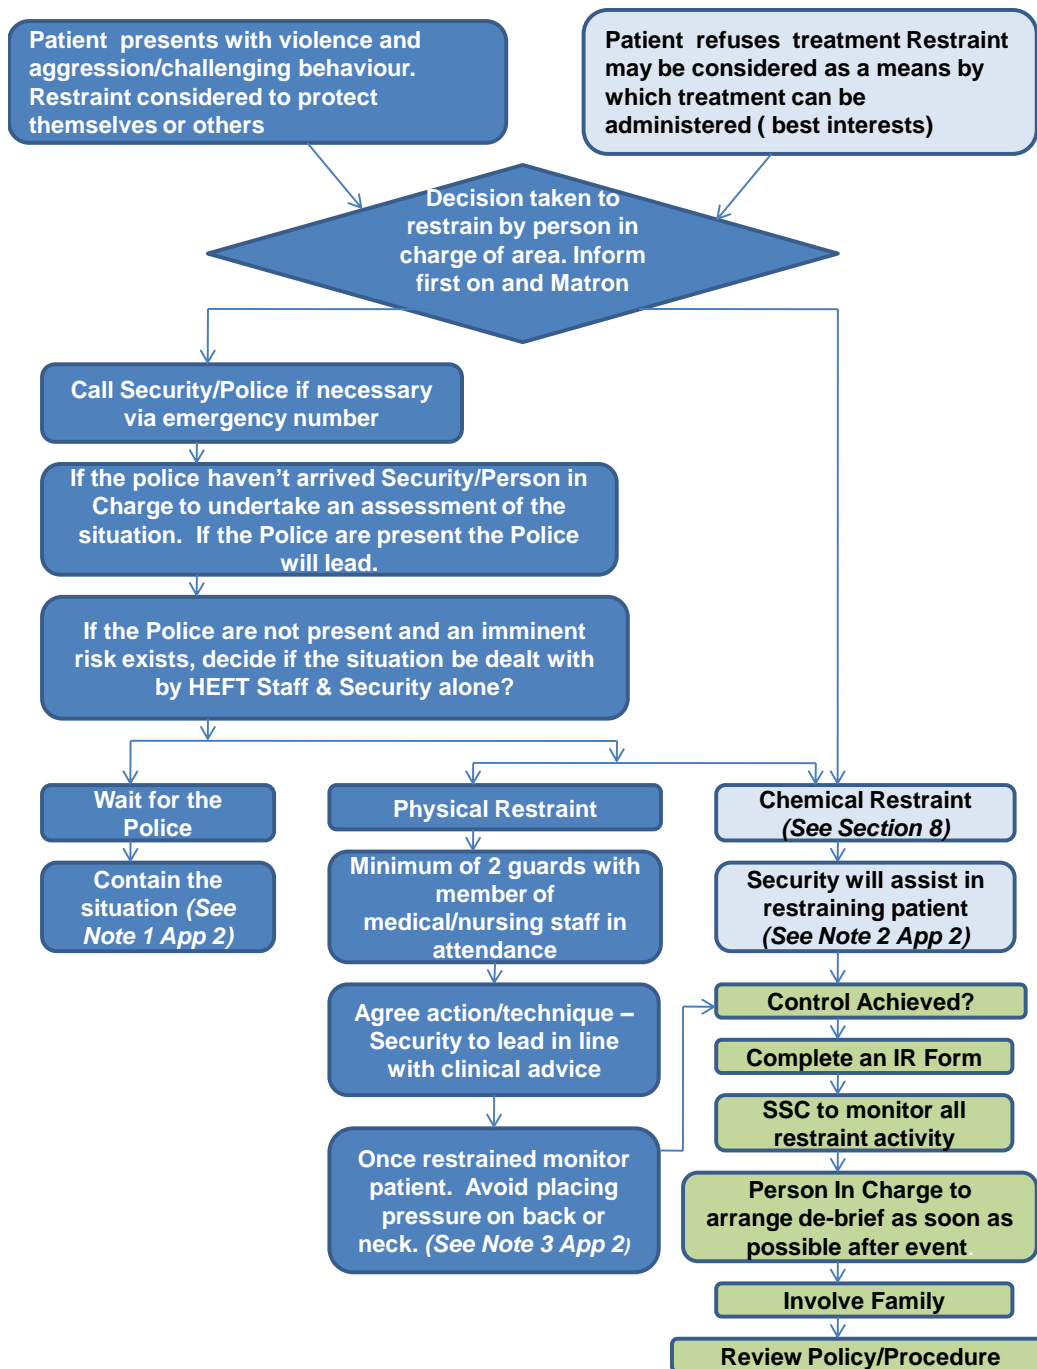 Patient presents with violence and
aggression/challenging behaviour.
Restraint considered to protect
themselves or others
Patient refuses treatment Restraint
may be considered as a means by
which treatment can be
administered ( best interests)
Decision taken to
restrain by person in
charge of area. Inform
first on and Matron
Call Security/Police if necessary
via emergency number
If the police haven’t arrived Security/Person in
Charge to undertake an assessment of the
situation. If the Police are present the Police
will lead.
If the Police are not present and an imminent
risk exists, decide if the situation be dealt with
by HEFT Staff & Security alone?
Wait for the
Police
Contain the
situation (See
Note 1 App 2)
Physical Restraint
Minimum of 2 guards with
member of
medical/nursing staff in
attendance
Agree action/technique –
Security to lead in line
with clinical advice
Once restrained monitor
patient. Avoid placing
pressure on back or
neck. (See Note 3 App 2)
Chemical Restraint
(See Section 8)
Security will assist in
restraining patient
(See Note 2 App 2)
Control Achieved?
Complete an IR Form
SSC to monitor all
restraint activity
Person In Charge to
arrange de-brief as soon as
possible after event.
Involve Family
Review Policy/Procedure